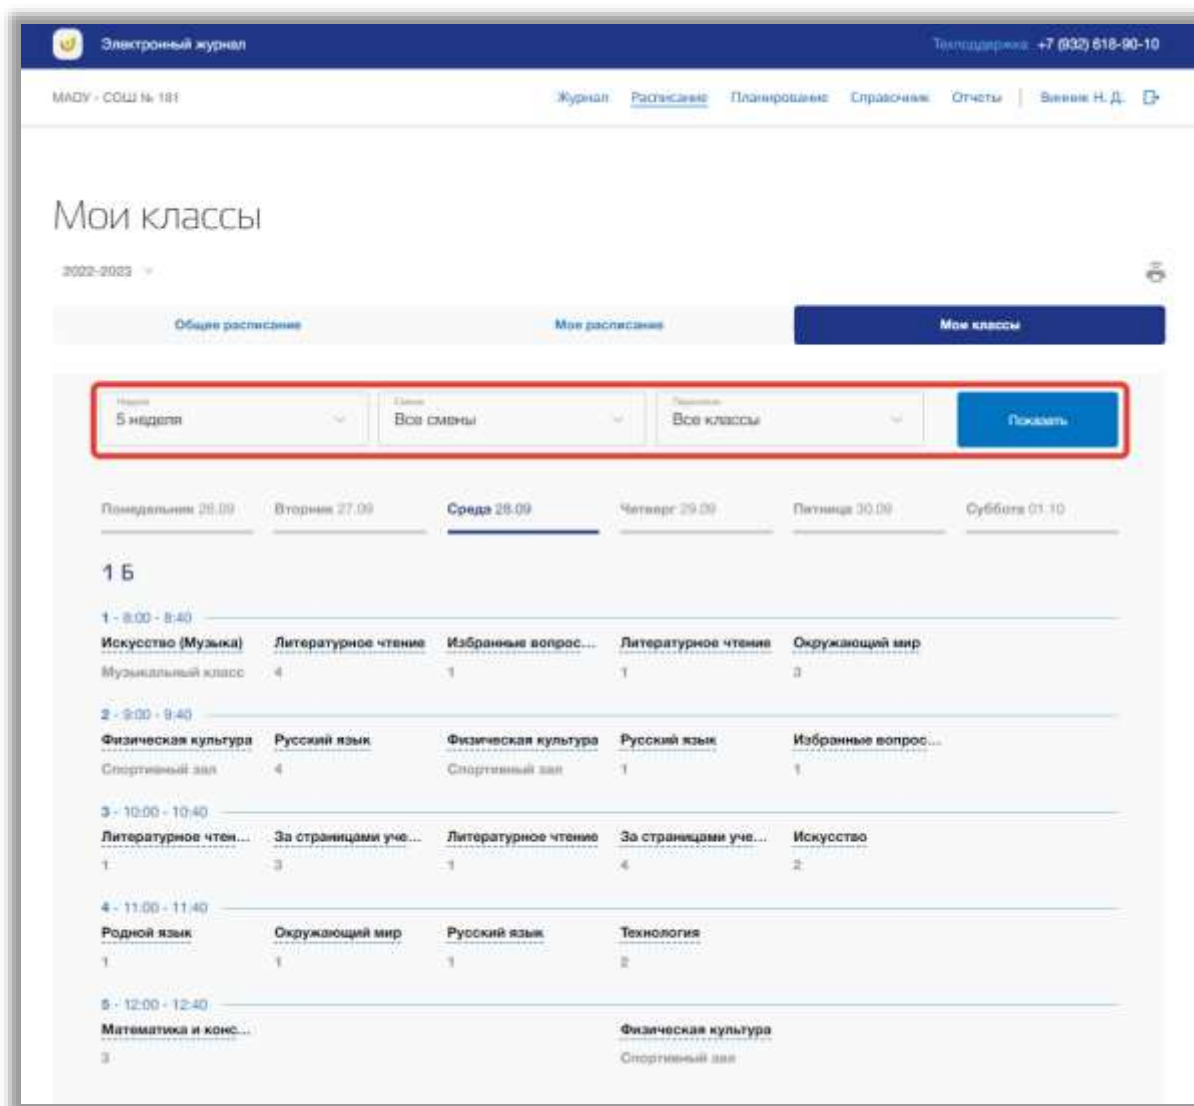 Электронный журнал
Техподдержка +7 (932) 618-90-10
МАОУ - СОШ № 181
Журнал Расписание Планирование Справочник Отчеты Винник Н. Д.
Мои классы
2022-2023
Общее расписание Мое расписание Мои классы
Неделя Смена
5 неделя Все смены Все классы Показать
Понедельник 26.09 Вторник 27.09 Среда 28.09 Четверг 29.09 Пятница 30.09 Суббота 01.10
1 Б
1 - 8:00 - 8:40
Искусство (Музыка) Литературное чтение Избранные вопрос... Литературное чтение Окружающий мир
Музыкальный класс 4 1 1 3
2 - 9:00 - 9:40
Физическая культура Русский язык Физическая культура Русский язык Избранные вопрос...
Спортивный зал 4 Спортивный зал 1 1
3 - 10:00 - 10:40
Литературное чтен... За страницами уче... Литературное чтение За страницами уче... Искусство
1 3 1 4 2
4 - 11:00 - 11:40
Родной язык Окружающий мир Русский язык Технология
1 1 1 2
5 - 12:00 - 12:40
Математика и конс... Физическая культура
3 Спортивный зал